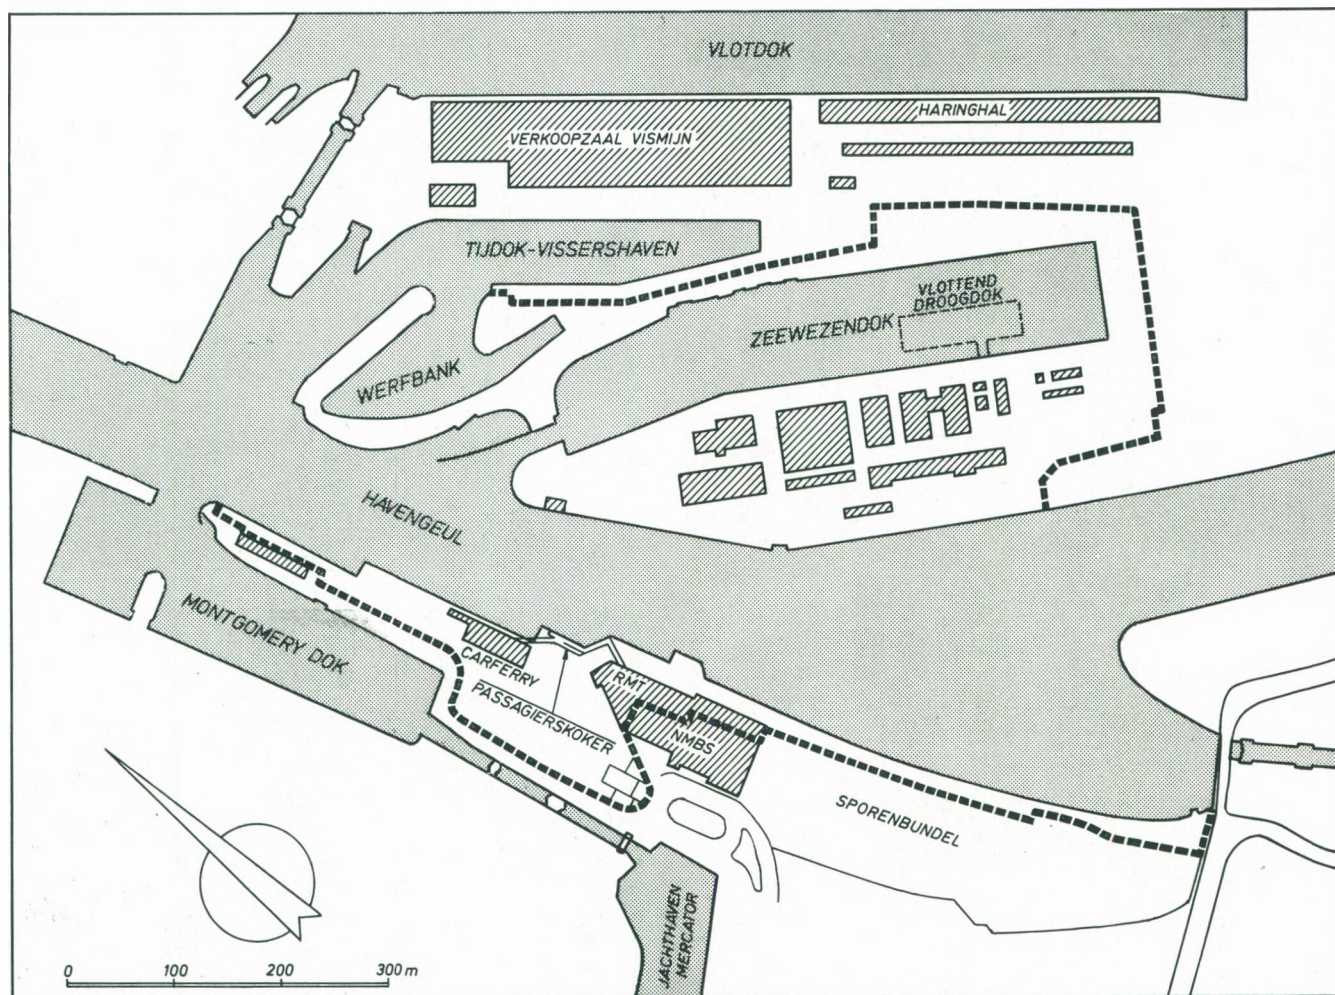 VLOTDOK
HARINGHAL
VERKOOPZAAL VISMIJN
TIJDOK-VISSERSHAVEN
VLOTTEND
DROOGDOK
ZEEWEZENDOK
WERFBANK
HAVENGEUL
MONTGOMERY DOK
CARFERRY
PASSAGIERSKOKER
RMT
NMBS
SPORENBUNDEL
JACHTHAVEN
MERCATOR
0 100 200 300 m